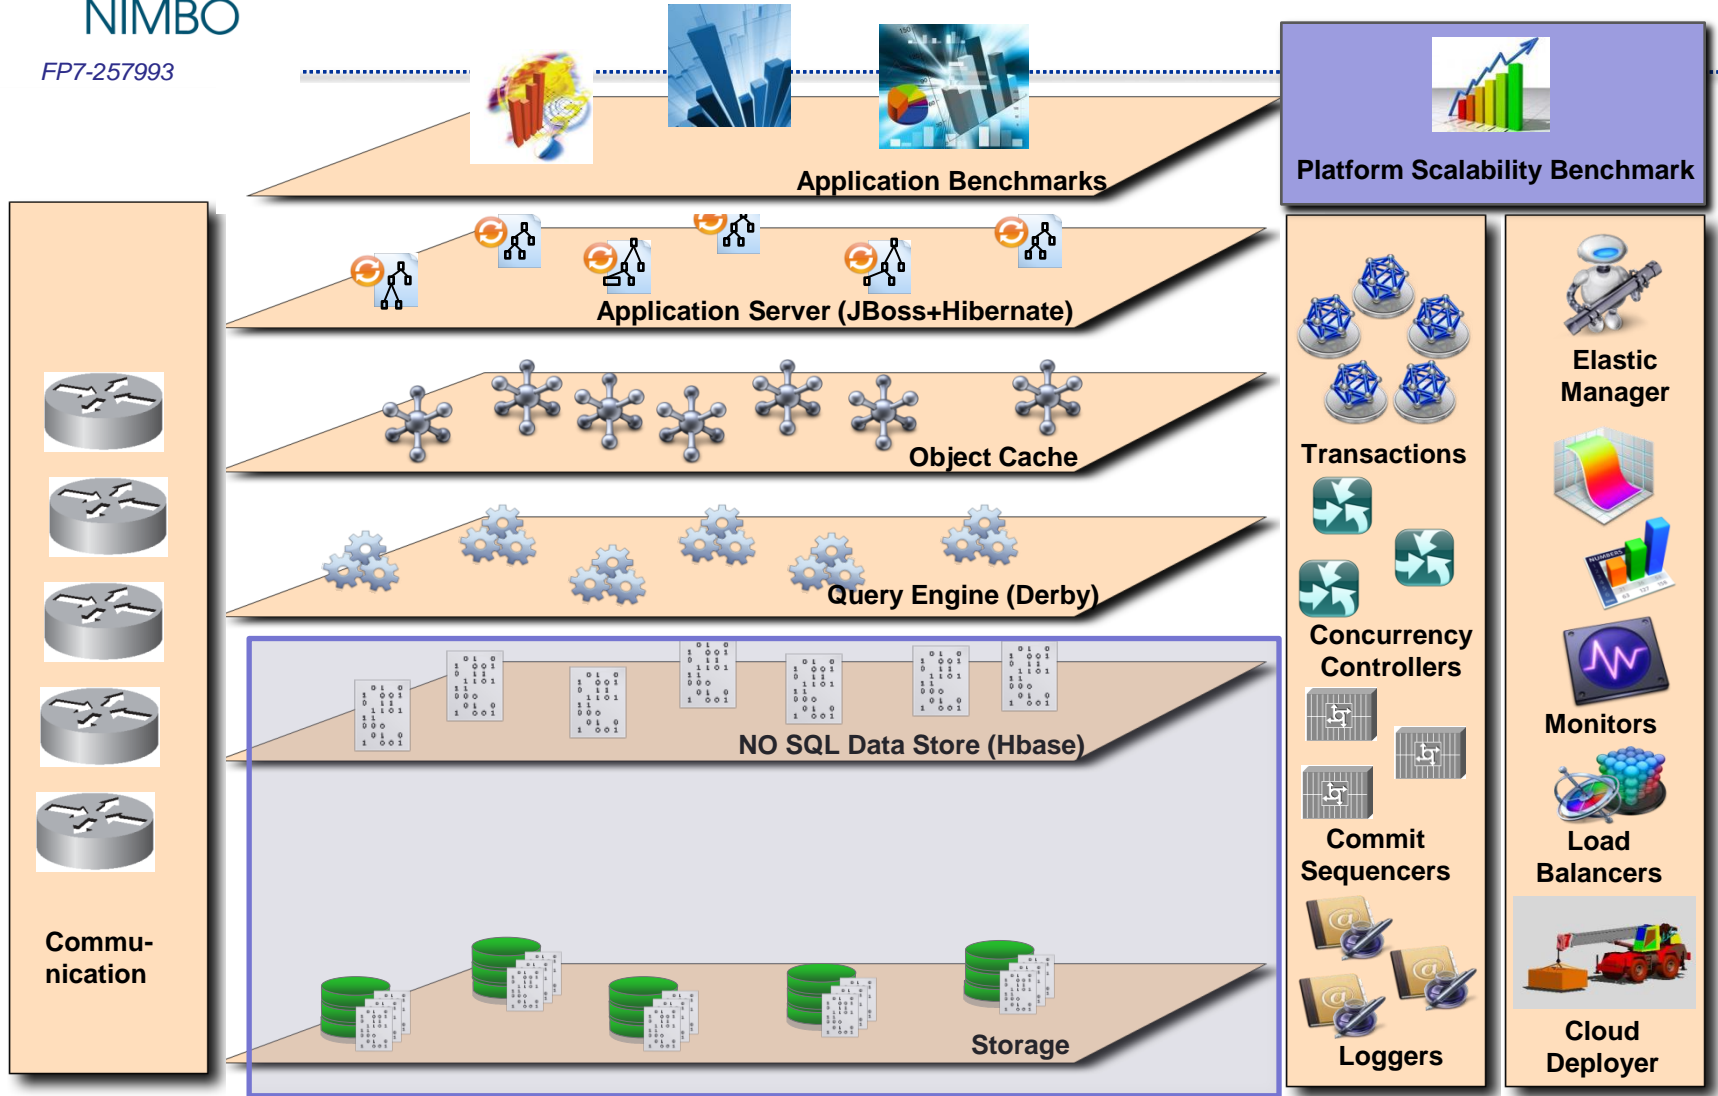 NIMBO
FP7-257993
Application Benchmarks
Platform Scalability Benchmark
Application Server (JBoss+Hibernate)
Object Cache
Query Engine (Derby)
NO SQL Data Store (Hbase)
Storage
Commu-
nication
Transactions
Concurrency
Controllers
Commit
Sequencers
Loggers
Elastic
Manager
NUMBERS
Monitors
Load
Balancers
Cloud
Deployer